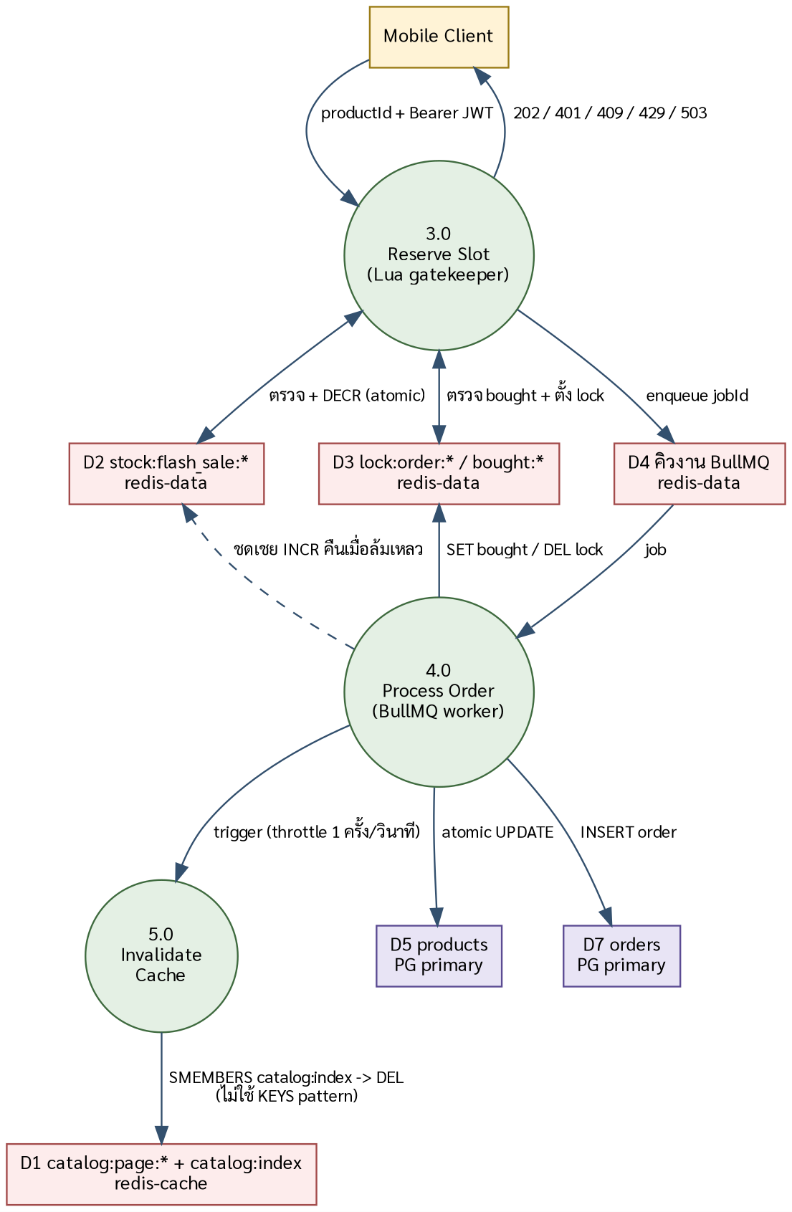 Mobile Client
productId + Bearer JWT
202 / 401 / 409 / 429 / 503
3.0
Reserve Slot
(Lua gatekeeper)
ตรวจ + DECR (atomic)
ตรวจ bought + ตั้ง lock
enqueue jobId
D2 stock:flash_sale:*
redis-data
D3 lock:order:* / bought:*
redis-data
D4 คิวงาน BullMQ
redis-data
ชดเชย INCR คืนเมื่อล้มเหลว
SET bought / DEL lock
job
4.0
Process Order
(BullMQ worker)
trigger (throttle 1 ครั้ง/วินาที)
atomic UPDATE
INSERT order
5.0
Invalidate
Cache
D5 products
PG primary
D7 orders
PG primary
SMEMBERS catalog:index -> DEL
(ไม่ใช้ KEYS pattern)
D1 catalog:page:* + catalog:index
redis-cache